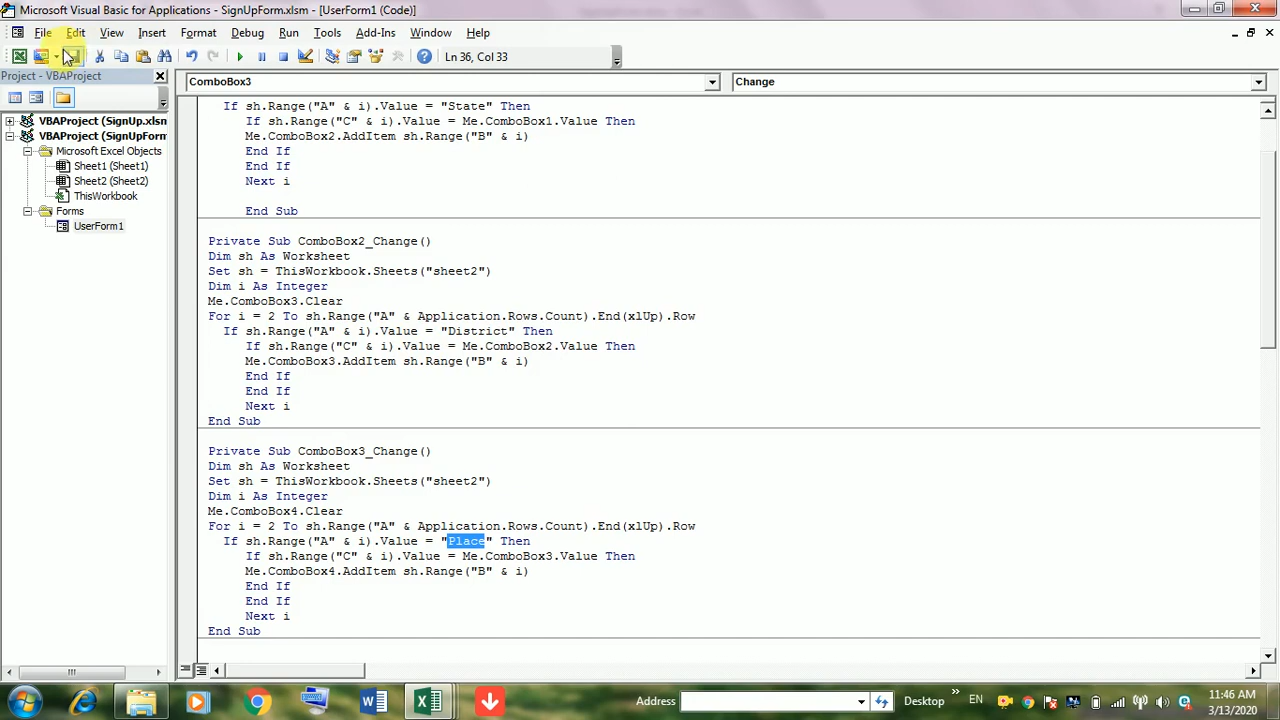 Microsoft Visual Basic for Applications - SignUpForm.xlsm - [UserForm1 (Code)]
File Edit View Insert Format Debug Run Tools Add-Ins Window Help
Ln 36, Col 33
Project - VBAProject
ComboBox3
Change
VBAProject (SignUp.xlsm
VBAProject (SignUpForm
Microsoft Excel Objects
Sheet1 (Sheet1)
Sheet2 (Sheet2)
ThisWorkbook
Forms
UserForm1
If sh.Range("A" & i).Value = "State" Then
If sh.Range("C" & i).Value = Me.ComboBox1.Value Then
Me.ComboBox2.AddItem sh.Range("B" & i)
End If
End If
Next i
End Sub
Private Sub ComboBox2_Change()
Dim sh As Worksheet
Set sh = ThisWorkbook.Sheets("sheet2")
Dim i As Integer
Me.ComboBox3.Clear
For i = 2 To sh.Range("A" & Application.Rows.Count).End(xlUp).Row
If sh.Range("A" & i).Value = "District" Then
If sh.Range("C" & i).Value = Me.ComboBox2.Value Then
Me.ComboBox3.AddItem sh.Range("B" & i)
End If
End If
Next i
End Sub
Private Sub ComboBox3_Change()
Dim sh As Worksheet
Set sh = ThisWorkbook.Sheets("sheet2")
Dim i As Integer
Me.ComboBox4.Clear
For i = 2 To sh.Range("A" & Application.Rows.Count).End(xlUp).Row
If sh.Range("A" & i).Value = "Place" Then
If sh.Range("C" & i).Value = Me.ComboBox3.Value Then
Me.ComboBox4.AddItem sh.Range("B" & i)
End If
End If
Next i
End Sub
Address
Desktop
EN
11:46 AM
3/13/2020